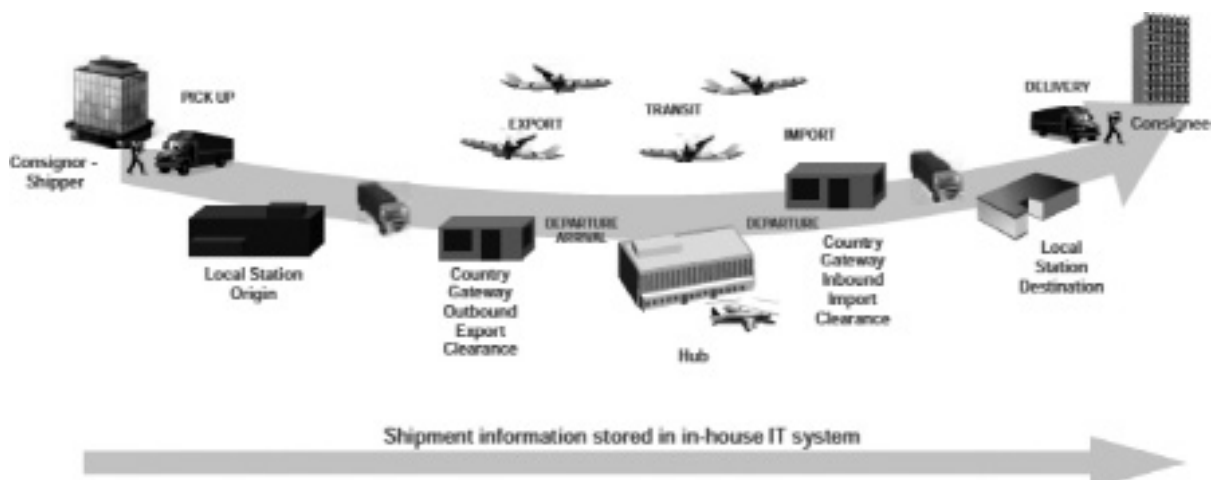 PICK UP
Consignor -
Shipper
Local Station
Origin
EXPORT
TRANSIT
IMPORT
DELIVERY
Consignee
Country
Gateway
Outbound
Export
Clearance
DEPARTURE
ARRIVAL
Hub
DEPARTURE
Country
Gateway
Inbound
Import
Clearance
Local
Station
Destination
Shipment information stored in in-house IT system